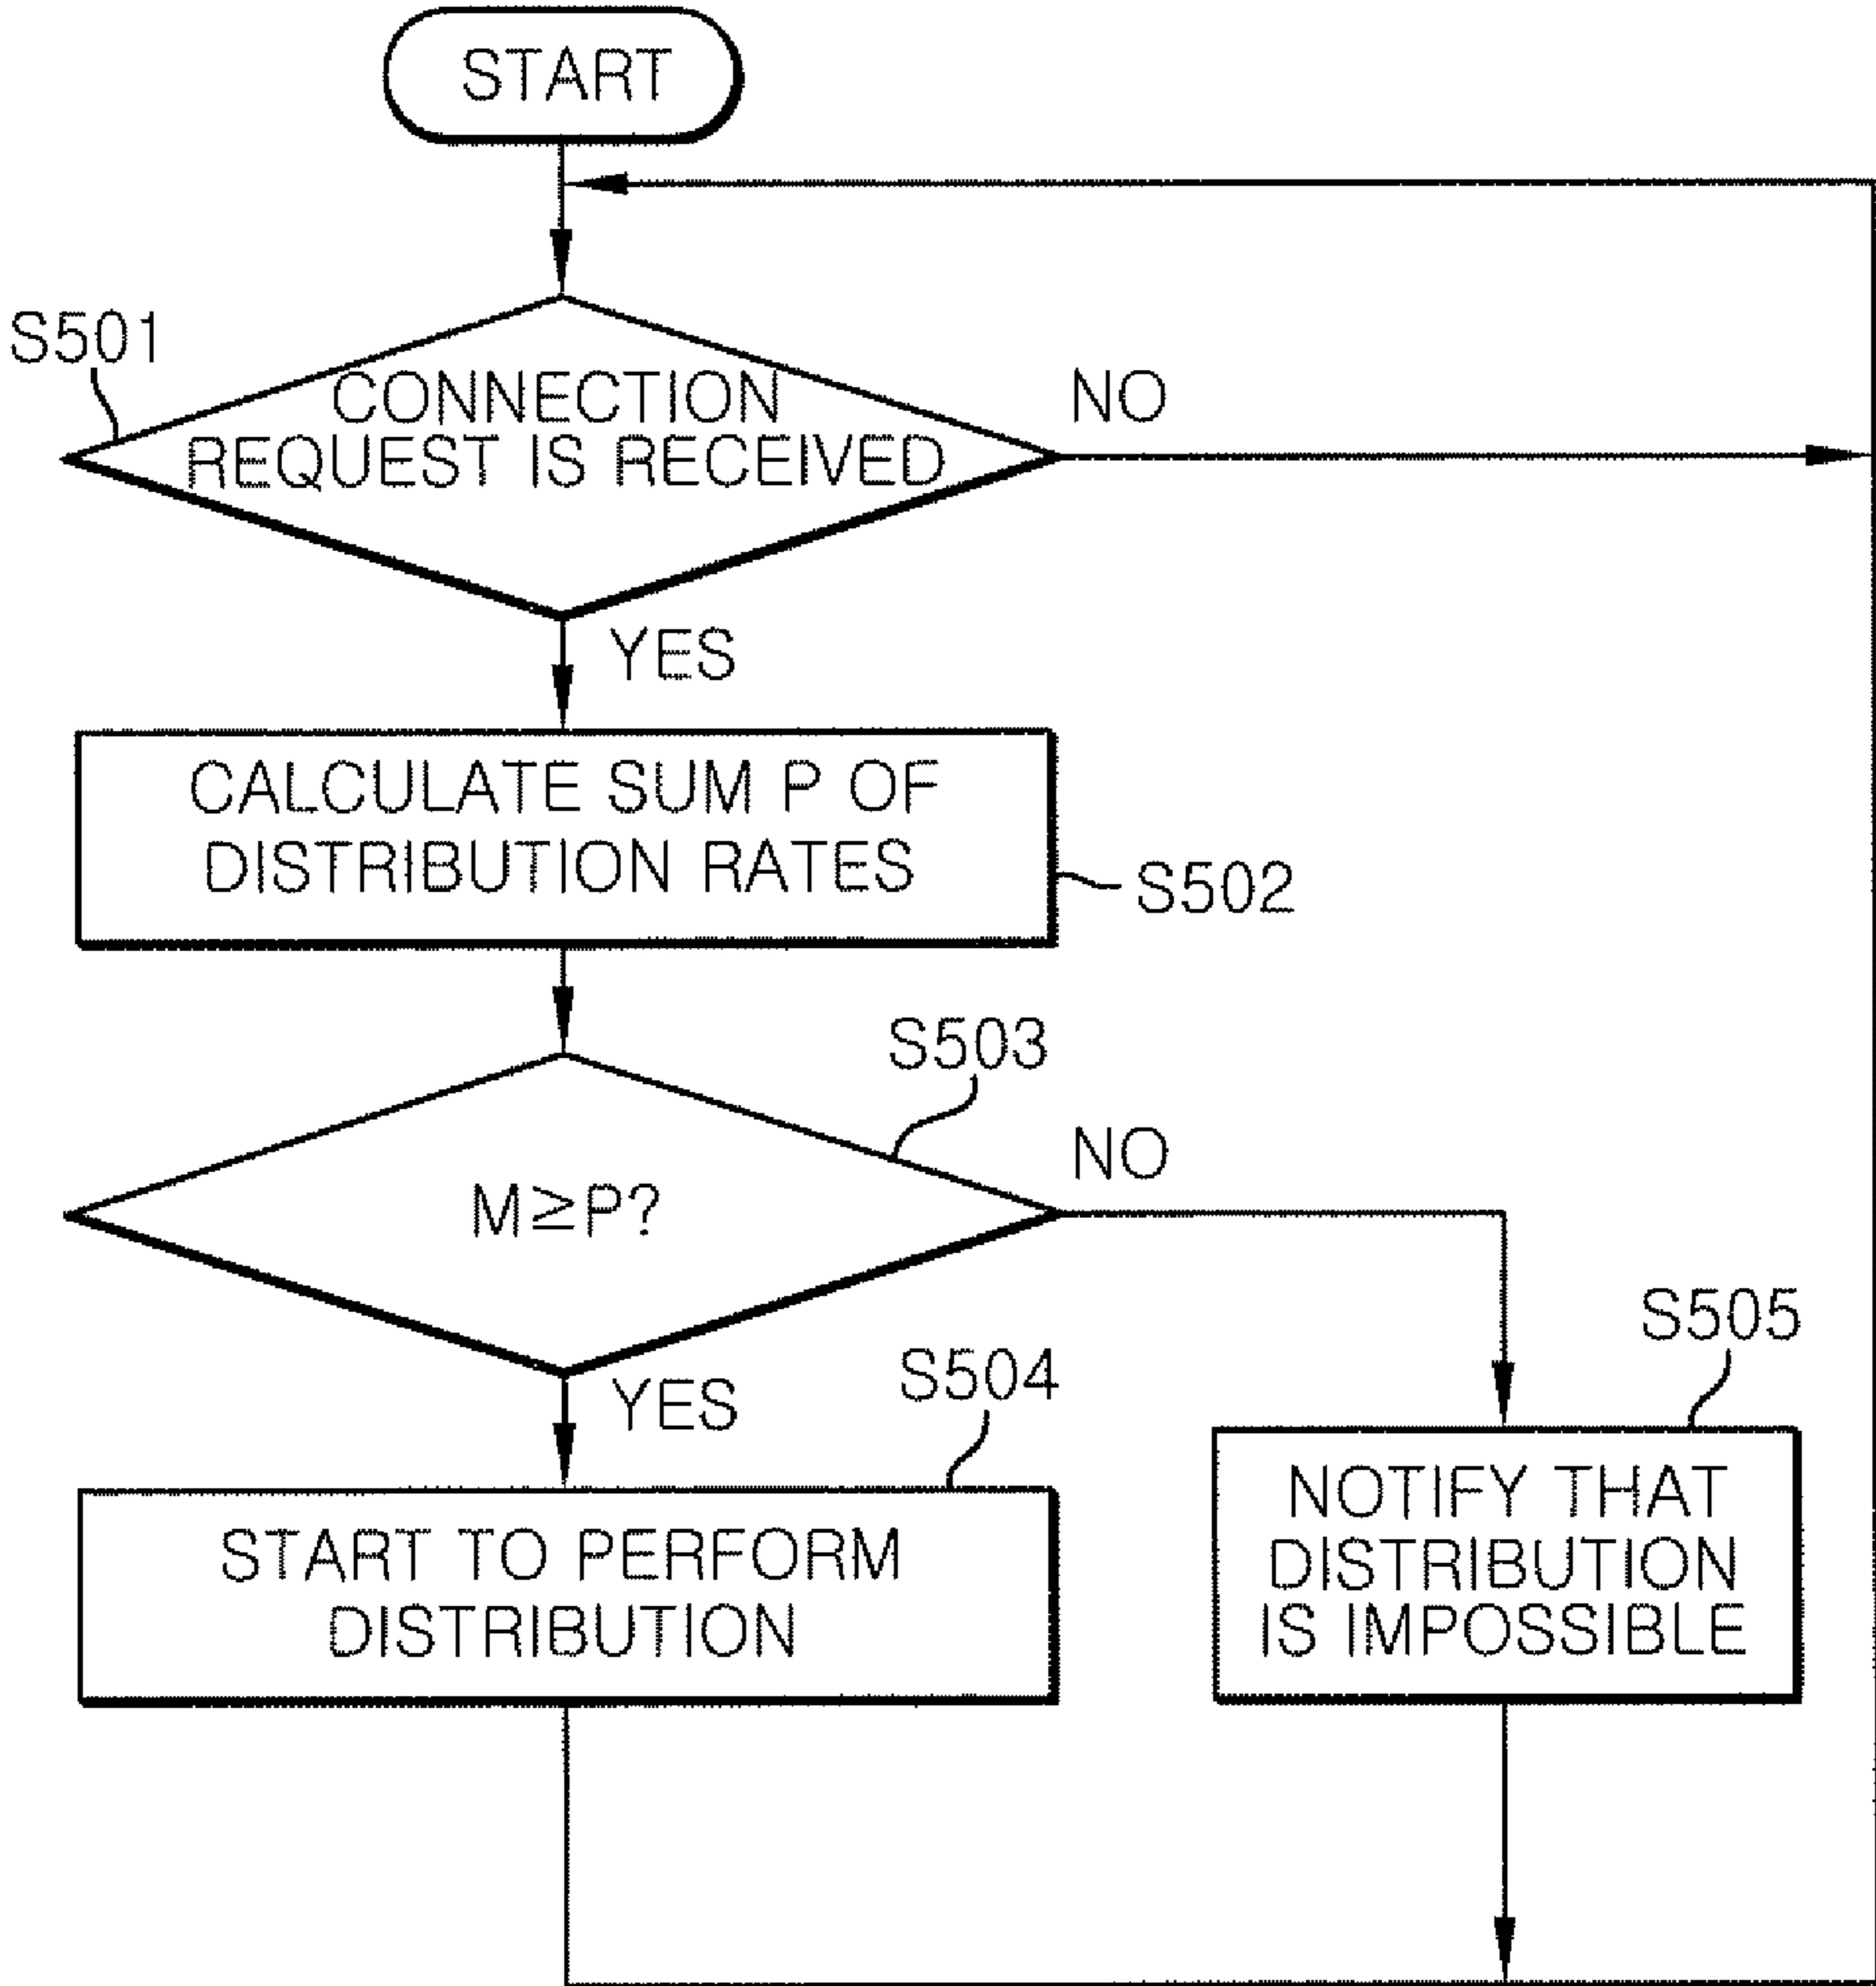 START
S501
CONNECTION
REQUEST IS RECEIVED
NO
YES
CALCULATE SUM P OF
DISTRIBUTION RATES
S502
S503
M≥P?
NO
YES
S504
START TO PERFORM
DISTRIBUTION
S505
NOTIFY THAT
DISTRIBUTION
IS IMPOSSIBLE